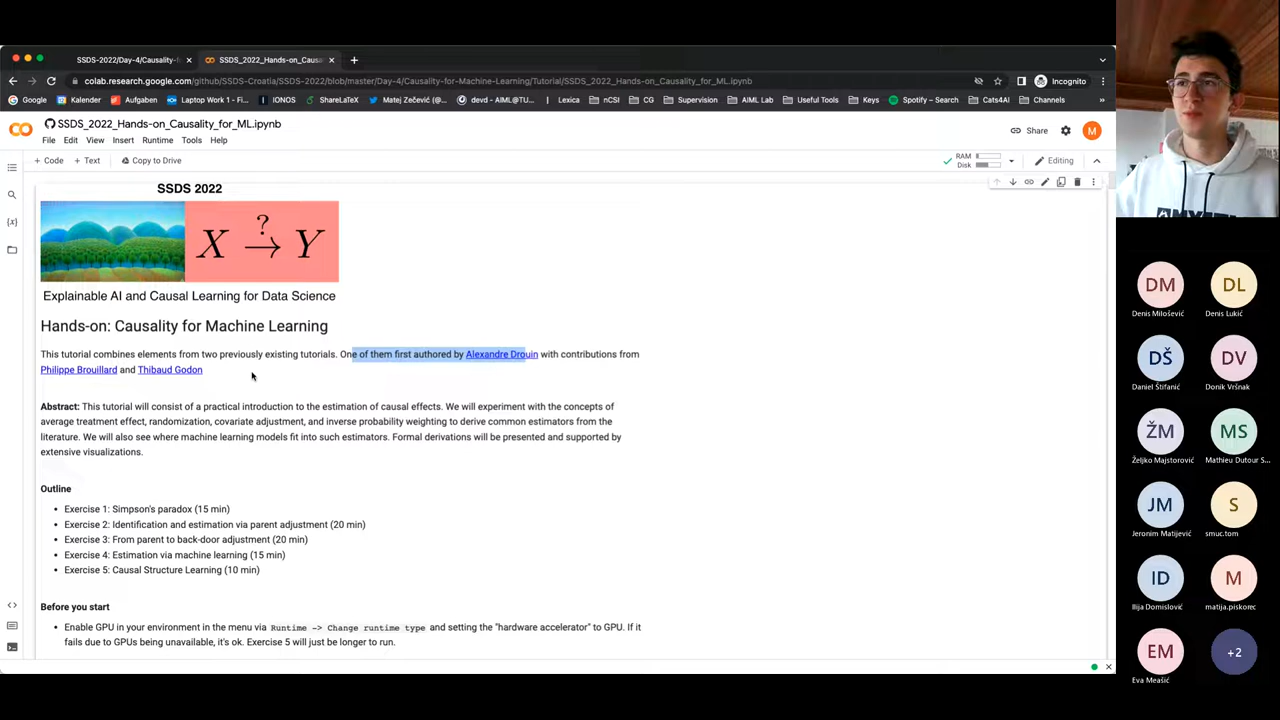 SSDS-2022/Day-4/Causality-f
SSDS_2022_Hands-on_Causa
colab.research.google.com/github/SSDS-Croatia/SSDS-2022/blob/master/Day-4/Causality-for-Machine-Learning/Tutorial/SSDS_2022_Hands-on_Causality_for_ML.ipynb
Incognito
Google
Kalender
Aufgaben
Laptop Work - 1 Fi...
IONOS
ShareLaTeX
Matej Zečević (@...
devd - AIML@TU...
Lexica
nCSI
CG
Supervision
AIML Lab
Useful Tools
Keys
Spotify – Search
Cats4AI
Channels
SSDS_2022_Hands-on_Causality_for_ML.ipynb
File Edit View Insert Runtime Tools Help
Share
M
+ Code + Text Copy to Drive
RAM
Disk
Editing
SSDS 2022
X ? → Y
Explainable AI and Causal Learning for Data Science
Hands-on: Causality for Machine Learning
This tutorial combines elements from two previously existing tutorials. One of them first authored by Alexandre Drouin with contributions from
Philippe Brouillard and Thibaud Godon
Abstract: This tutorial will consist of a practical introduction to the estimation of causal effects. We will experiment with the concepts of
average treatment effect, randomization, covariate adjustment, and inverse probability weighting to derive common estimators from the
literature. We will also see where machine learning models fit into such estimators. Formal derivations will be presented and supported by
extensive visualizations.
Outline
• Exercise 1: Simpson's paradox (15 min)
• Exercise 2: Identification and estimation via parent adjustment (20 min)
• Exercise 3: From parent to back-door adjustment (20 min)
• Exercise 4: Estimation via machine learning (15 min)
• Exercise 5: Causal Structure Learning (10 min)
Before you start
• Enable GPU in your environment in the menu via Runtime -> Change runtime type and setting the "hardware accelerator" to GPU. If it
fails due to GPUs being unavailable, it's ok. Exercise 5 will just be longer to run.
DM
DL
Denis Milošević
Denis Lukić
DŠ
DV
Daniel Štifanić
Donik Vršnak
ŽM
MS
Željko Majstorović
Mathieu Dutour S...
JM
S
Jeronim Matijević
smuc.tom
ID
M
Ilija Domislović
matija.piskorec
EM
+2
Eva Meašić